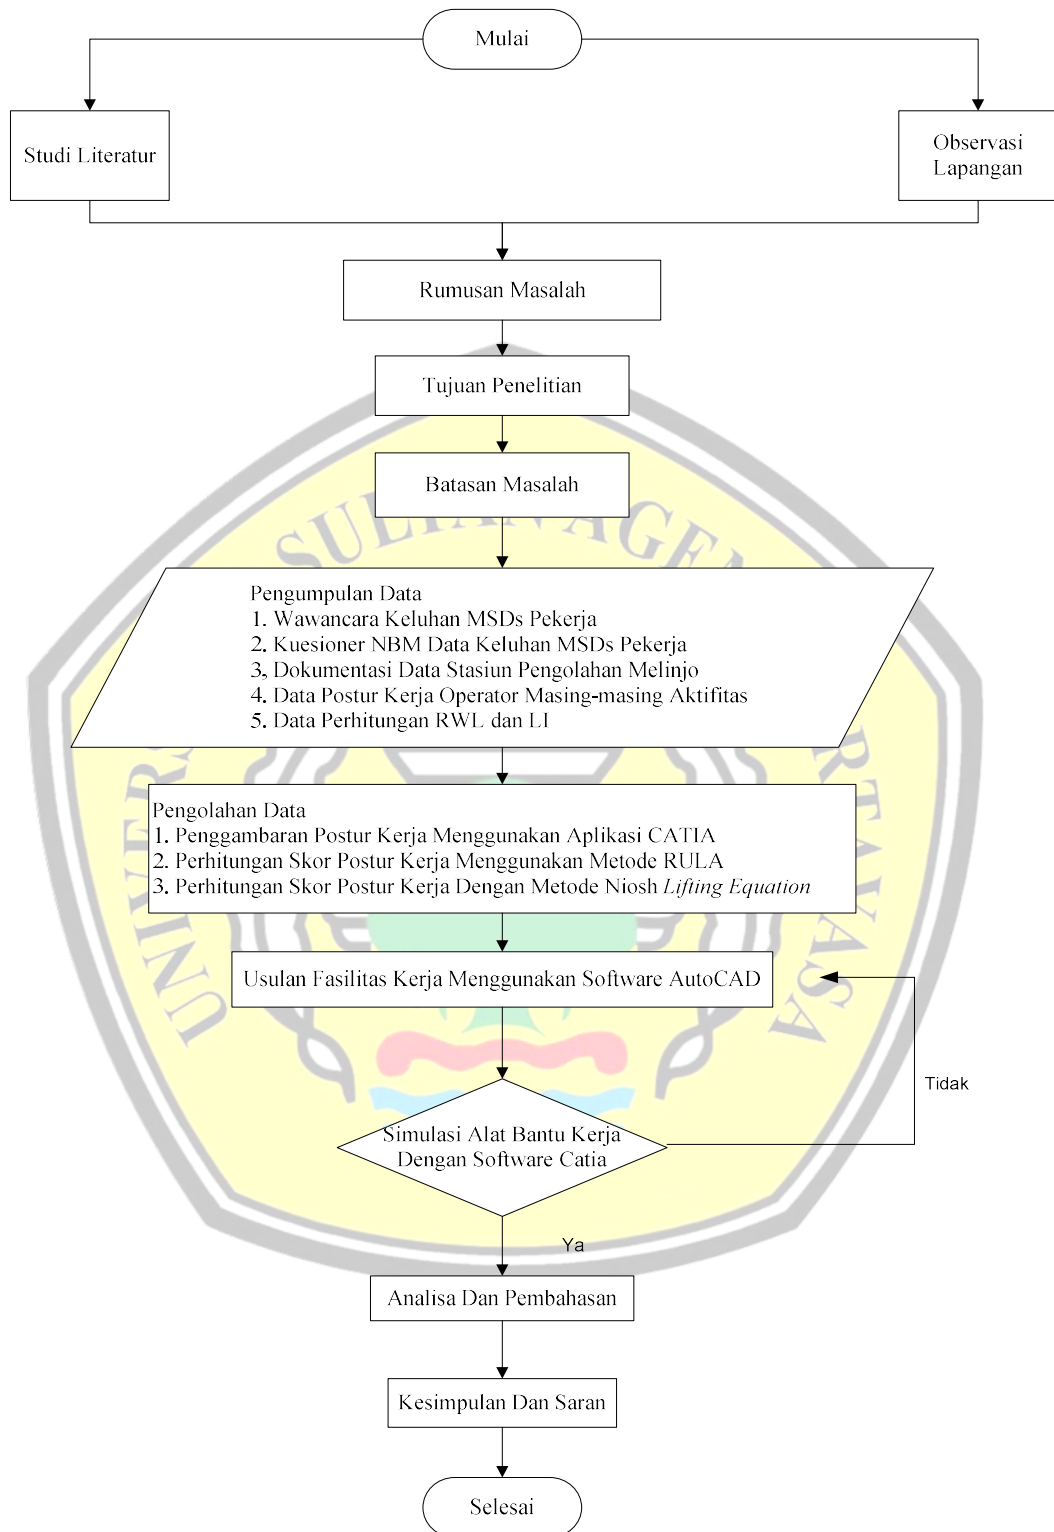 Mulai
Studi Literatur
Observasi
Lapangan
Rumusan Masalah
Tujuan Penelitian
Batasan Masalah
Pengumpulan Data
1. Wawancara Keluhan MSDs Pekerja
2. Kuesioner NBM Data Keluhan MSDs Pekerja
3, Dokumentasi Data Stasiun Pengolahan Melinjo
4. Data Postur Kerja Operator Masing-masing Aktifitas
5. Data Perhitungan RWL dan LI
Pengolahan Data
1. Penggambaran Postur Kerja Menggunakan Aplikasi CATIA
2. Perhitungan Skor Postur Kerja Menggunakan Metode RULA
3. Perhitungan Skor Postur Kerja Dengan Metode Niosh Lifting Equation
Usulan Fasilitas Kerja Menggunakan Software AutoCAD
Tidak
Simulasi Alat Bantu Kerja
Dengan Software Catia
Ya
Analisa Dan Pembahasan
Kesimpulan Dan Saran
Selesai